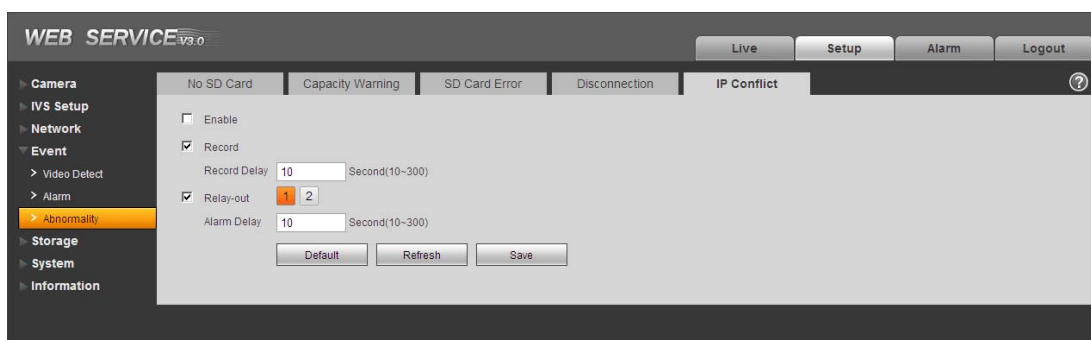 WEB SERVICE V3.0
Live Setup Alarm Logout
Camera
IVS Setup
Network
Event
> Video Detect
> Alarm
> Abnormality
Storage
System
Information
No SD Card Capacity Warning SD Card Error Disconnection IP Conflict ?
Enable
Record
Record Delay 10 Second(10~300)
Relay-out 1 2
Alarm Delay 10 Second(10~300)
Default Refresh Save